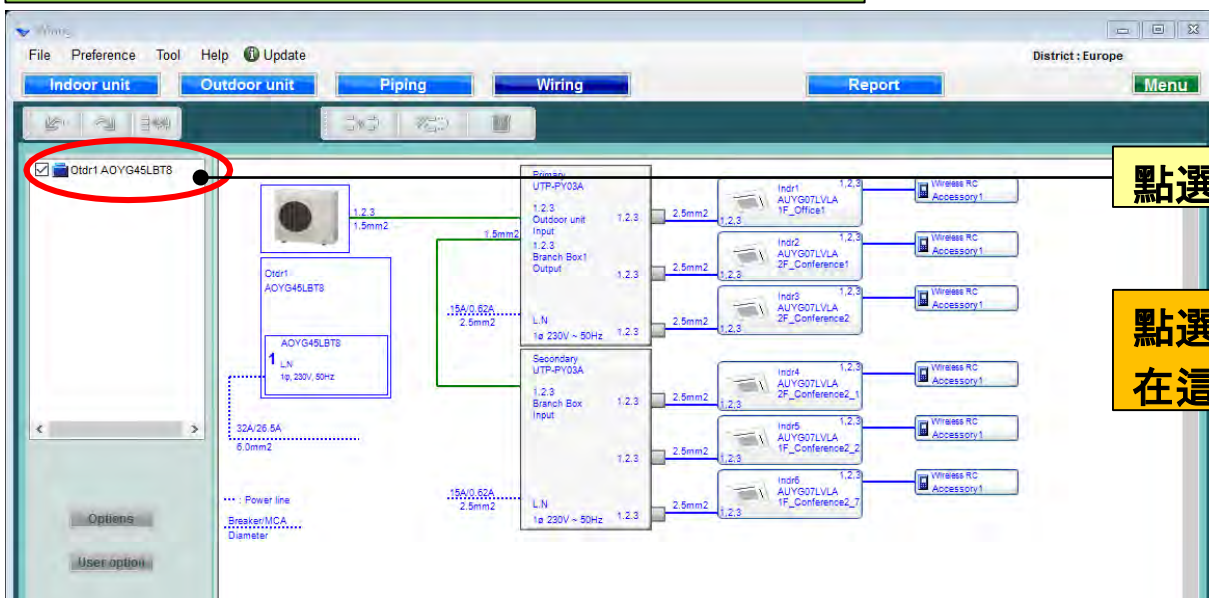 Wiring
File Preference Tool Help Update
District : Europe
Indoor unit Outdoor unit Piping Wiring Report Menu
Otdr1 AOYG45LBT8
點選
點選
在這
Options
User option
1.2.3
1.5mm2
Otdr1
AOYG45LBT8
AOYG45LBT8
1 L.N
1φ, 230V, 50Hz
32A/26.5A
6.0mm2
: Power line
Breaker/MCA
Diameter
1.5mm2
15A/0.62A
2.5mm2
Primary
UTP-PY03A
1.2.3
Outdoor unit
Input
1.2.3
Branch Box1
Output
L.N
1ø 230V ~ 50Hz
1.2.3
1.2.3
1.2.3
15A/0.62A
2.5mm2
Secondary
UTP-PY03A
1.2.3
Branch Box
Input
L.N
1ø 230V ~ 50Hz
1.2.3
1.2.3
1.2.3
2.5mm2
1,2,3
Indr1 1,2,3
AUYG07LVLA
1F_Office1
Wireless RC
Accessory1
2.5mm2
1,2,3
Indr2 1,2,3
AUYG07LVLA
2F_Conference1
Wireless RC
Accessory1
2.5mm2
1,2,3
Indr3 1,2,3
AUYG07LVLA
2F_Conference2
Wireless RC
Accessory1
2.5mm2
1,2,3
Indr4 1,2,3
AUYG07LVLA
2F_Conference2_1
Wireless RC
Accessory1
2.5mm2
1,2,3
Indr5 1,2,3
AUYG07LVLA
1F_Conference2_2
Wireless RC
Accessory1
2.5mm2
1,2,3
Indr6 1,2,3
AUYG07LVLA
1F_Conference2_7
Wireless RC
Accessory1